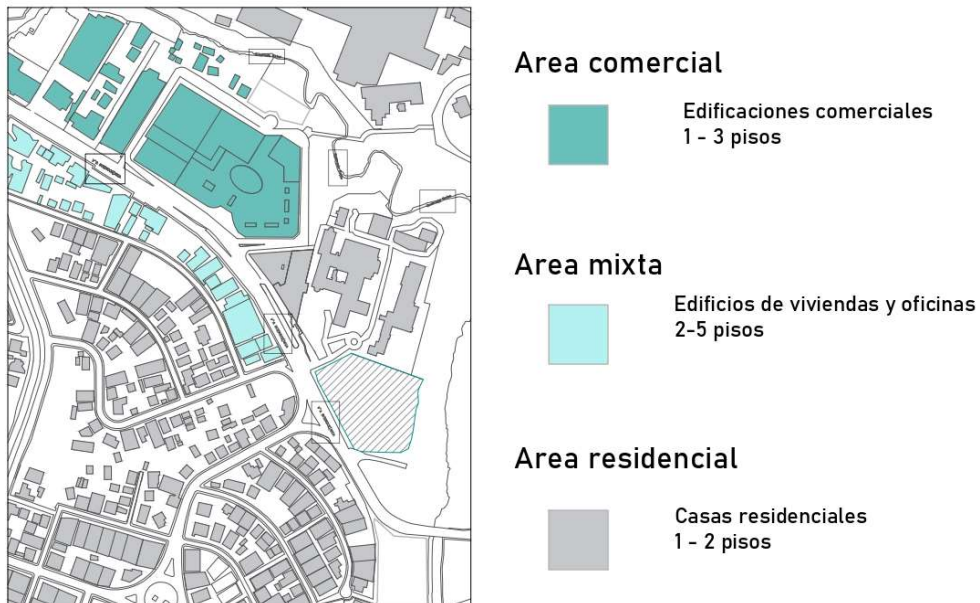 Area comercial
Edificaciones comerciales
1 - 3 pisos
Area mixta
Edificios de viviendas y oficinas
2-5 pisos
Area residencial
Casas residenciales
1 - 2 pisos